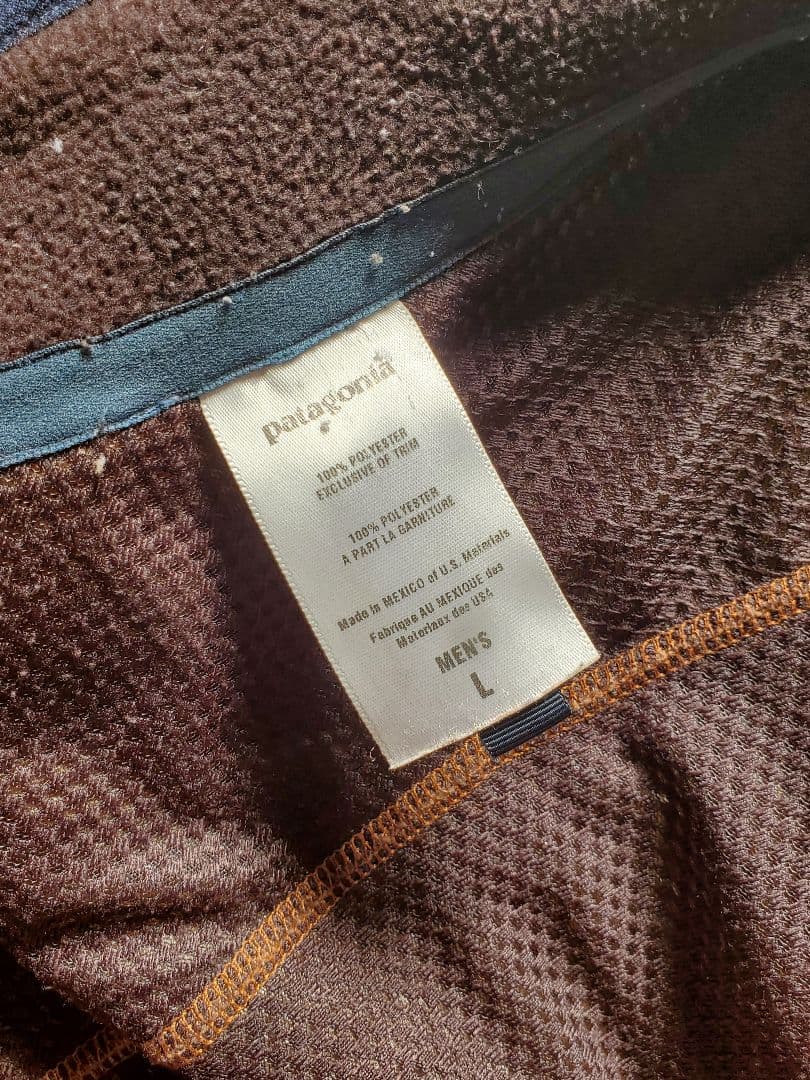 patagonia
100% POLYESTER
EXCLUSIVE OF TRIM
100% POLYESTER
A PART LA GARNITURE
Made in MEXICO of U.S. Materials
Fabrique AU MEXIQUE des
Materiaux des USA
MEN'S
L